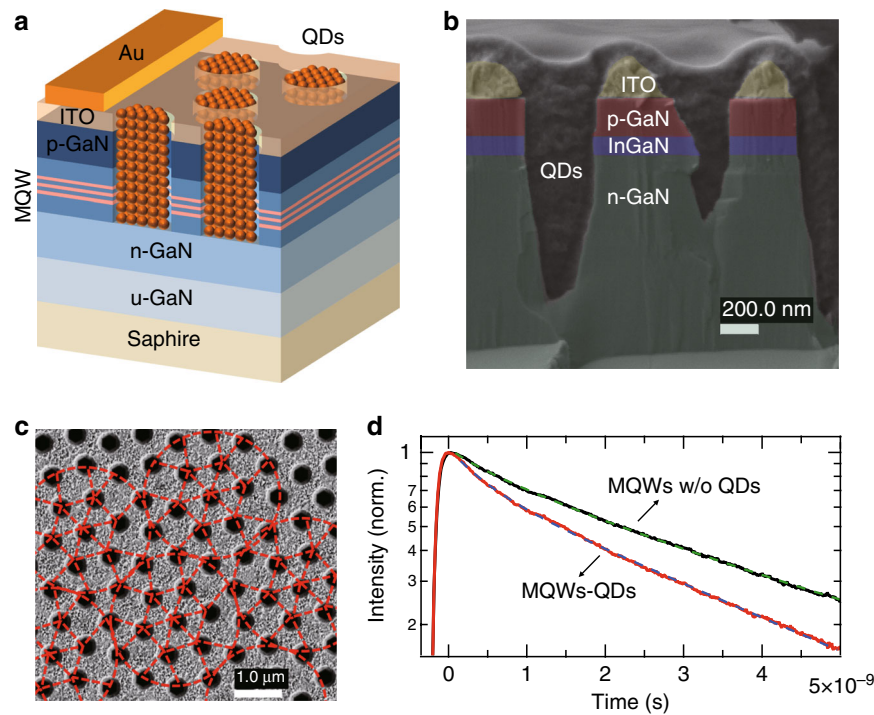 a
Au
QDs
ITO
p-GaN
MQW
n-GaN
u-GaN
Saphire
b
ITO
p-GaN
InGaN
QDs
n-GaN
200.0 nm
c
1.0 μm
d
Intensity (norm.)
1
7
6
5
4
3
2
MQWs w/o QDs
MQWs-QDs
0
1
2
3
4
5×10⁻⁹
Time (s)